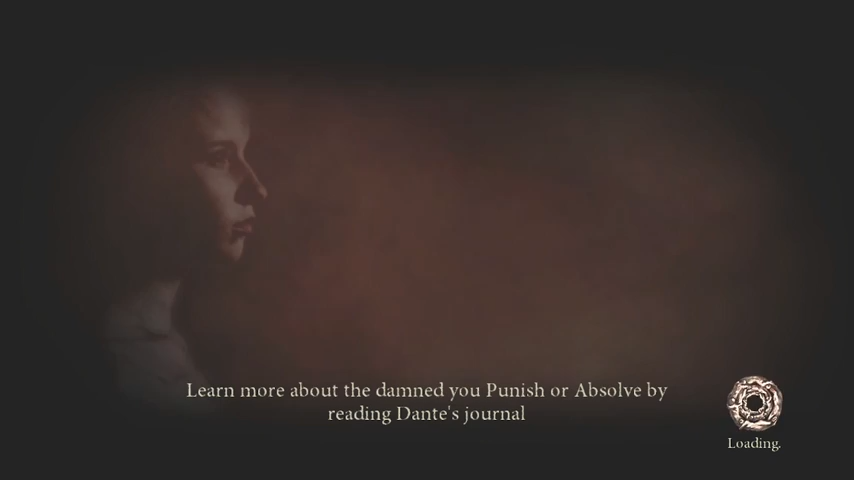 Learn more about the damned you Punish or Absolve by
reading Dante's journal
Loading.